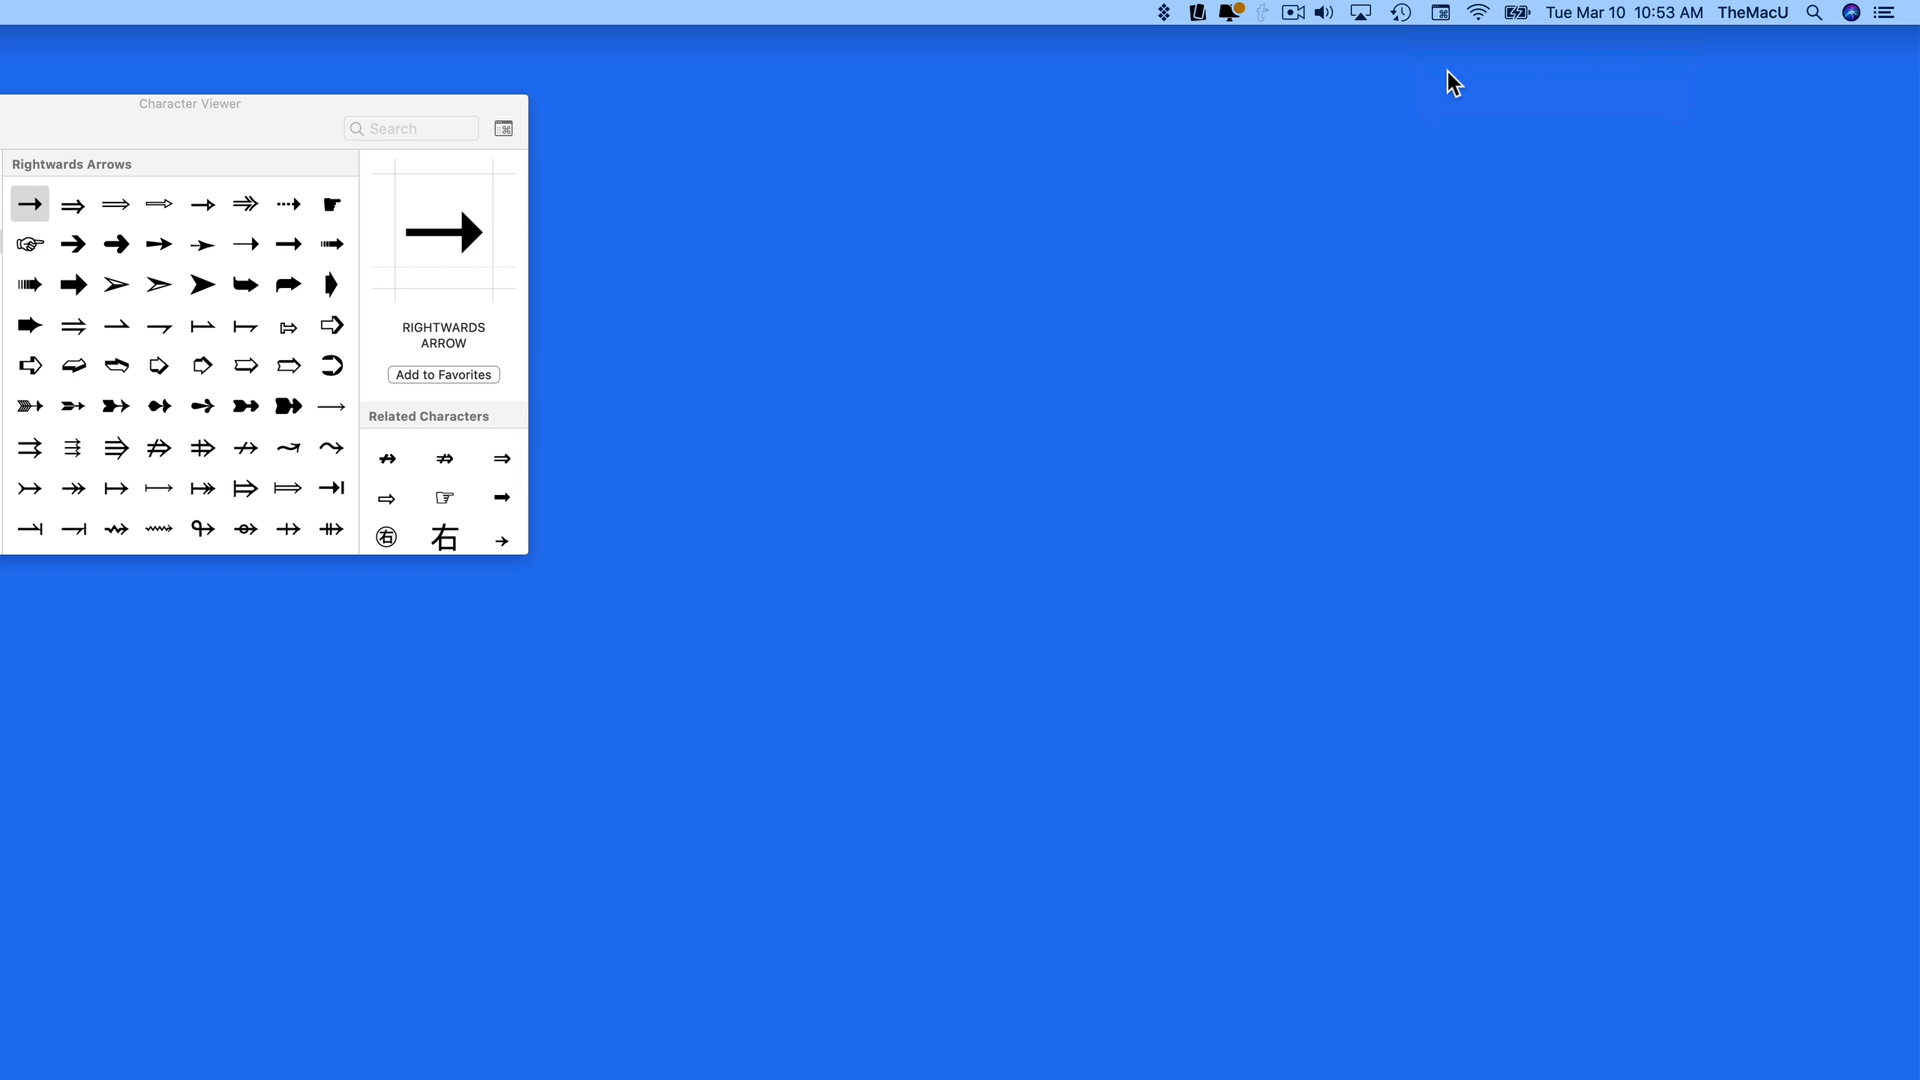 Tue Mar 10 10:53 AM TheMacU
Character Viewer
Search
Rightwards Arrows
RIGHTWARDS
ARROW
Add to Favorites
Related Characters
右 右